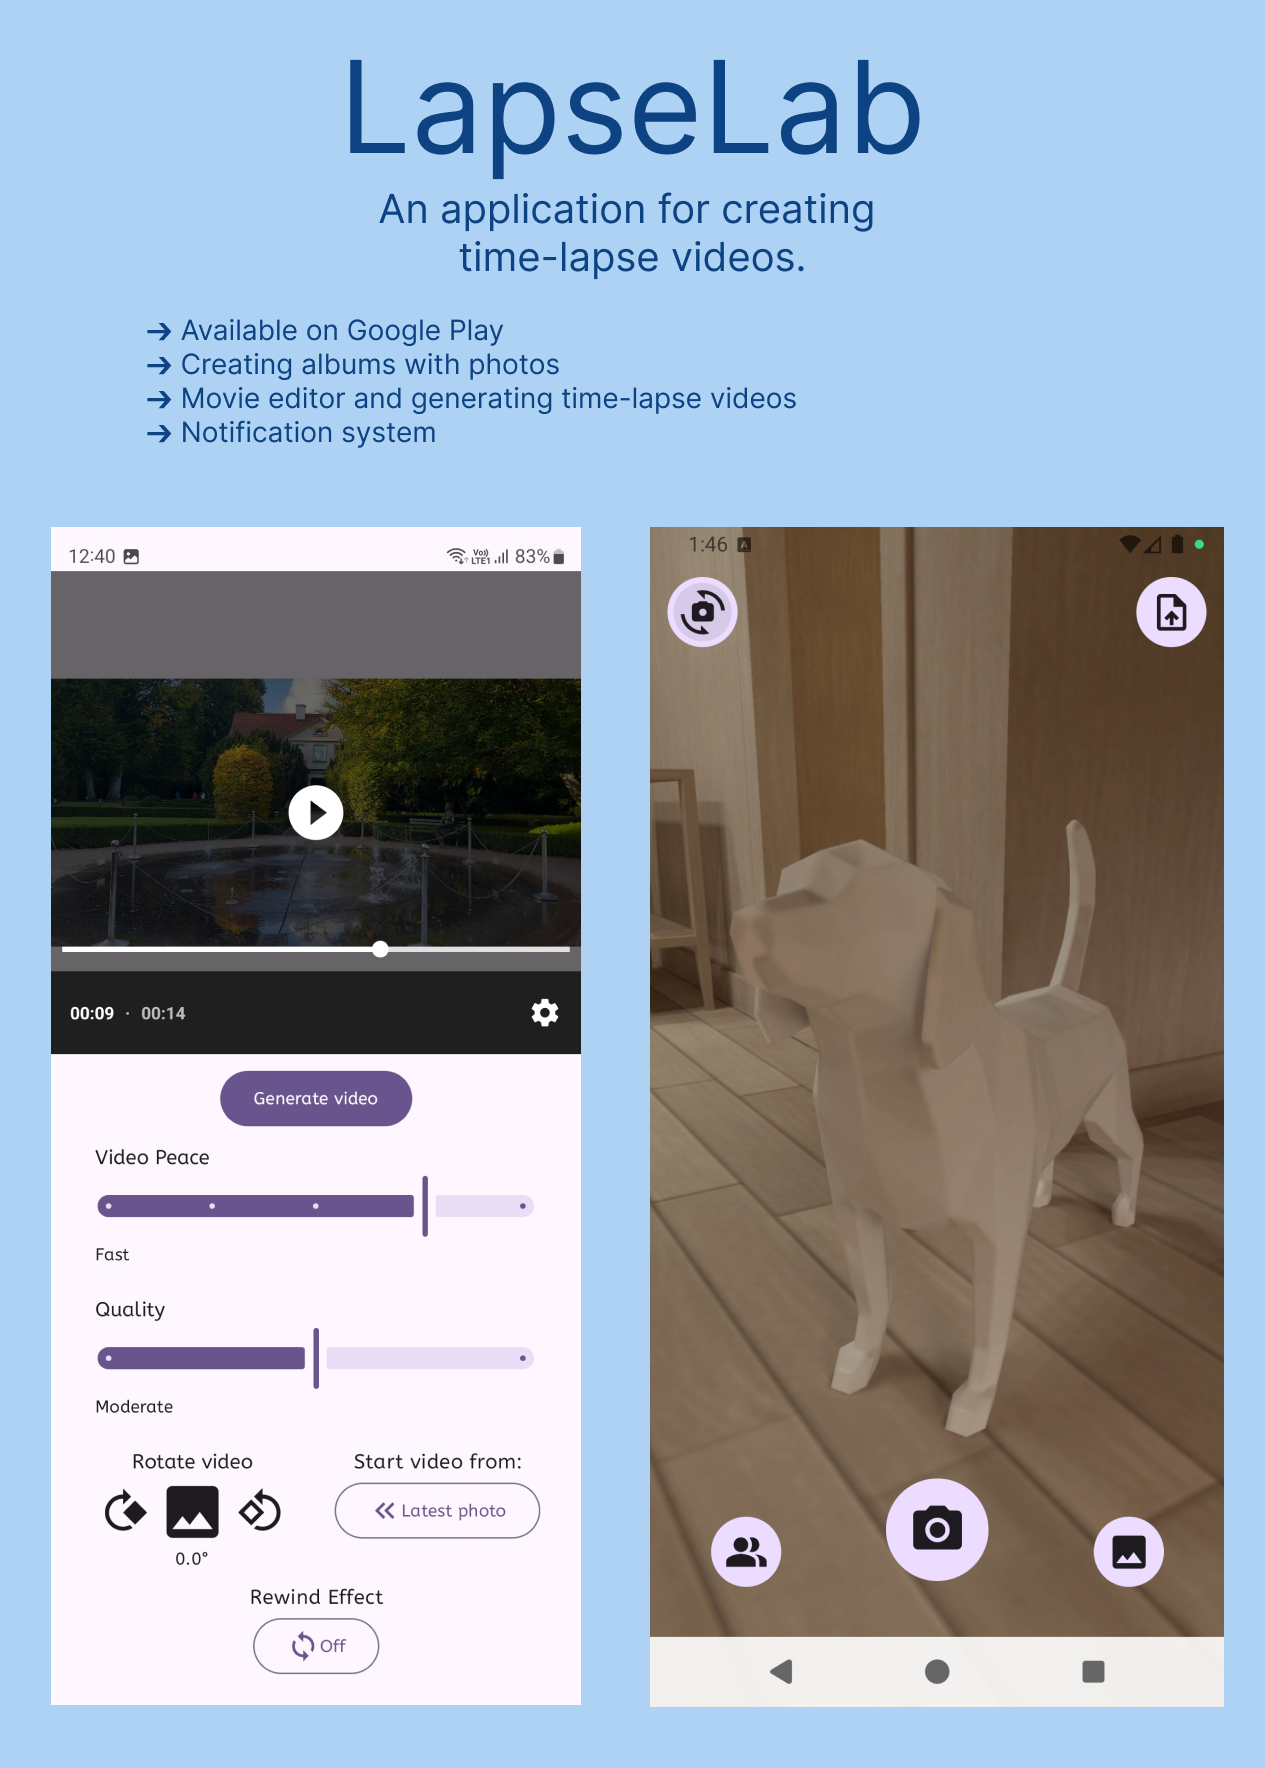 LapseLab
An application for creating
time-lapse videos.
➔ Available on Google Play
➔ Creating albums with photos
➔ Movie editor and generating time-lapse videos
➔ Notification system
12:40
Vo)) LTE1 83%
00:09 · 00:14
Generate video
Video Peace
Fast
Quality
Moderate
Rotate video
Start video from:
Latest photo
0.0°
Rewind Effect
Off
1:46
A